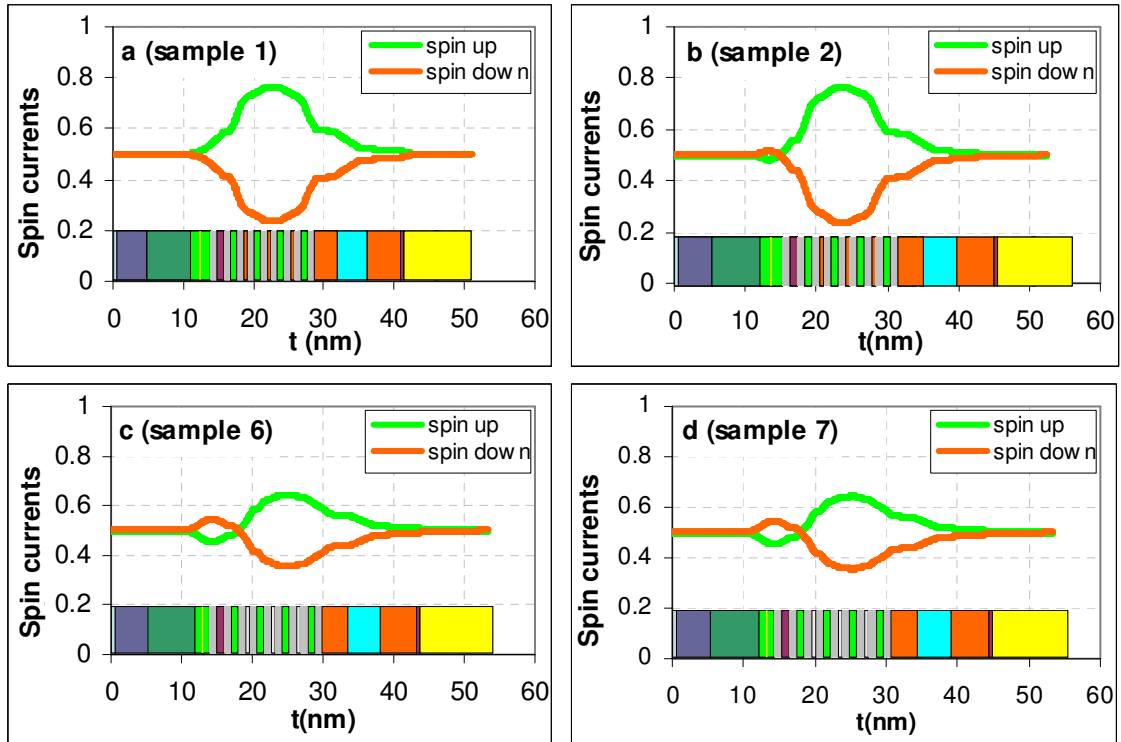 a (sample 1)
spin up
spin down
Spin currents
1
0.8
0.6
0.4
0.2
0
0 10 20 30 40 50 60
t (nm)
b (sample 2)
spin up
spin down
Spin currents
1
0.8
0.6
0.4
0.2
0
0 10 20 30 40 50 60
t(nm)
c (sample 6)
spin up
spin down
Spin currents
1
0.8
0.6
0.4
0.2
0
0 10 20 30 40 50 60
t(nm)
d (sample 7)
spin up
spin down
Spin currents
1
0.8
0.6
0.4
0.2
0
0 10 20 30 40 50 60
t(nm)